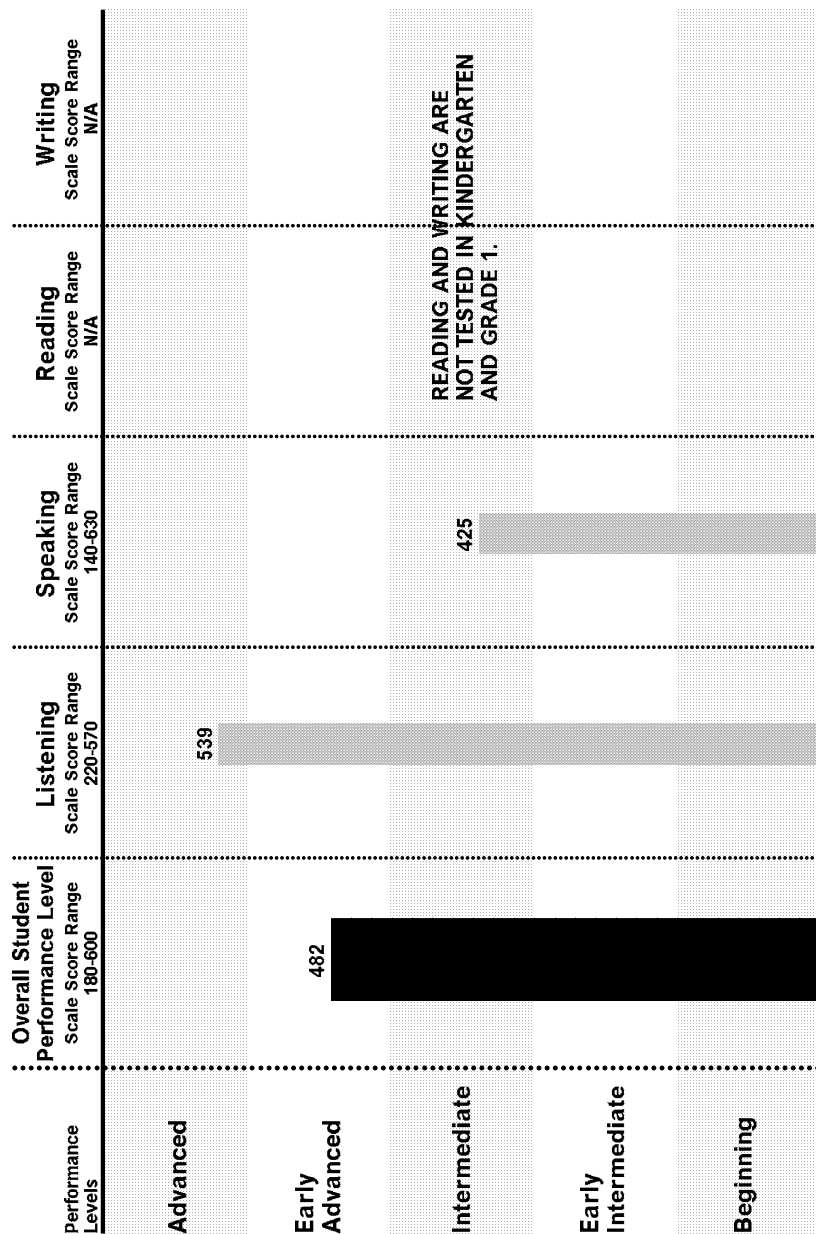 Performance
Levels
Overall Student
Performance Level
Scale Score Range
180-600
Listening
Scale Score Range
220-570
Speaking
Scale Score Range
140-630
Reading
Scale Score Range
N/A
Writing
Scale Score Range
N/A
Advanced
539
Early
Advanced
482
Intermediate
425
READING AND WRITING ARE
NOT TESTED IN KINDERGARTEN
AND GRADE 1.
Early
Intermediate
Beginning